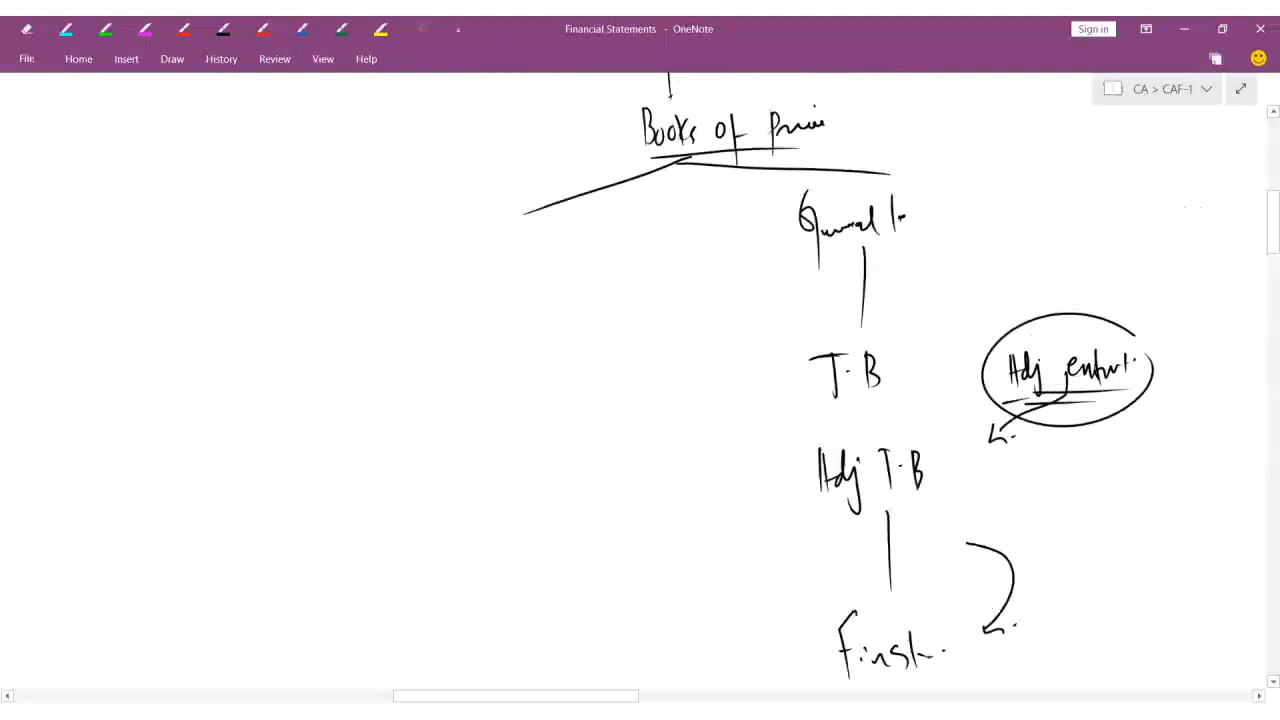 Financial Statements - OneNote
Sign in
File Home Insert Draw History Review View Help
CA > CAF-1
Books of
T.B
Adj
Adj T.B